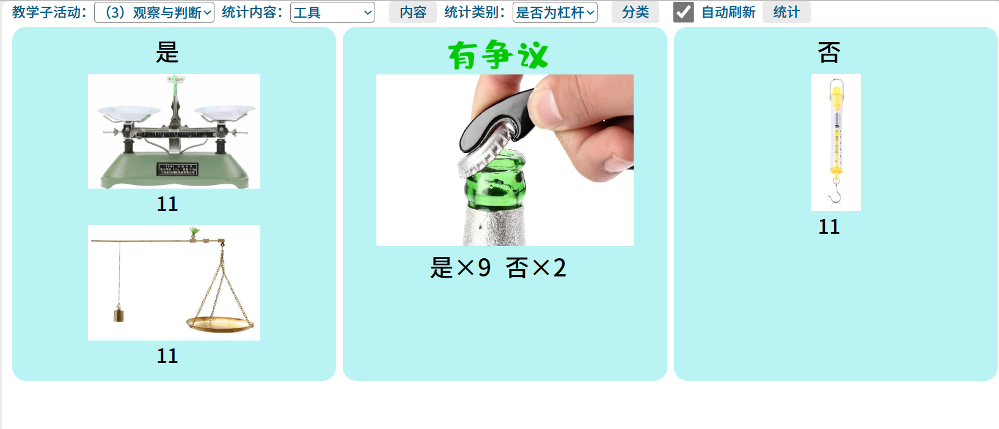 教学子活动： （3）观察与判断 统计内容： 工具 内容 统计类别： 是否为杠杆 分类 自动刷新 统计
是
11
11
有争议
是×9 否×2
否
11